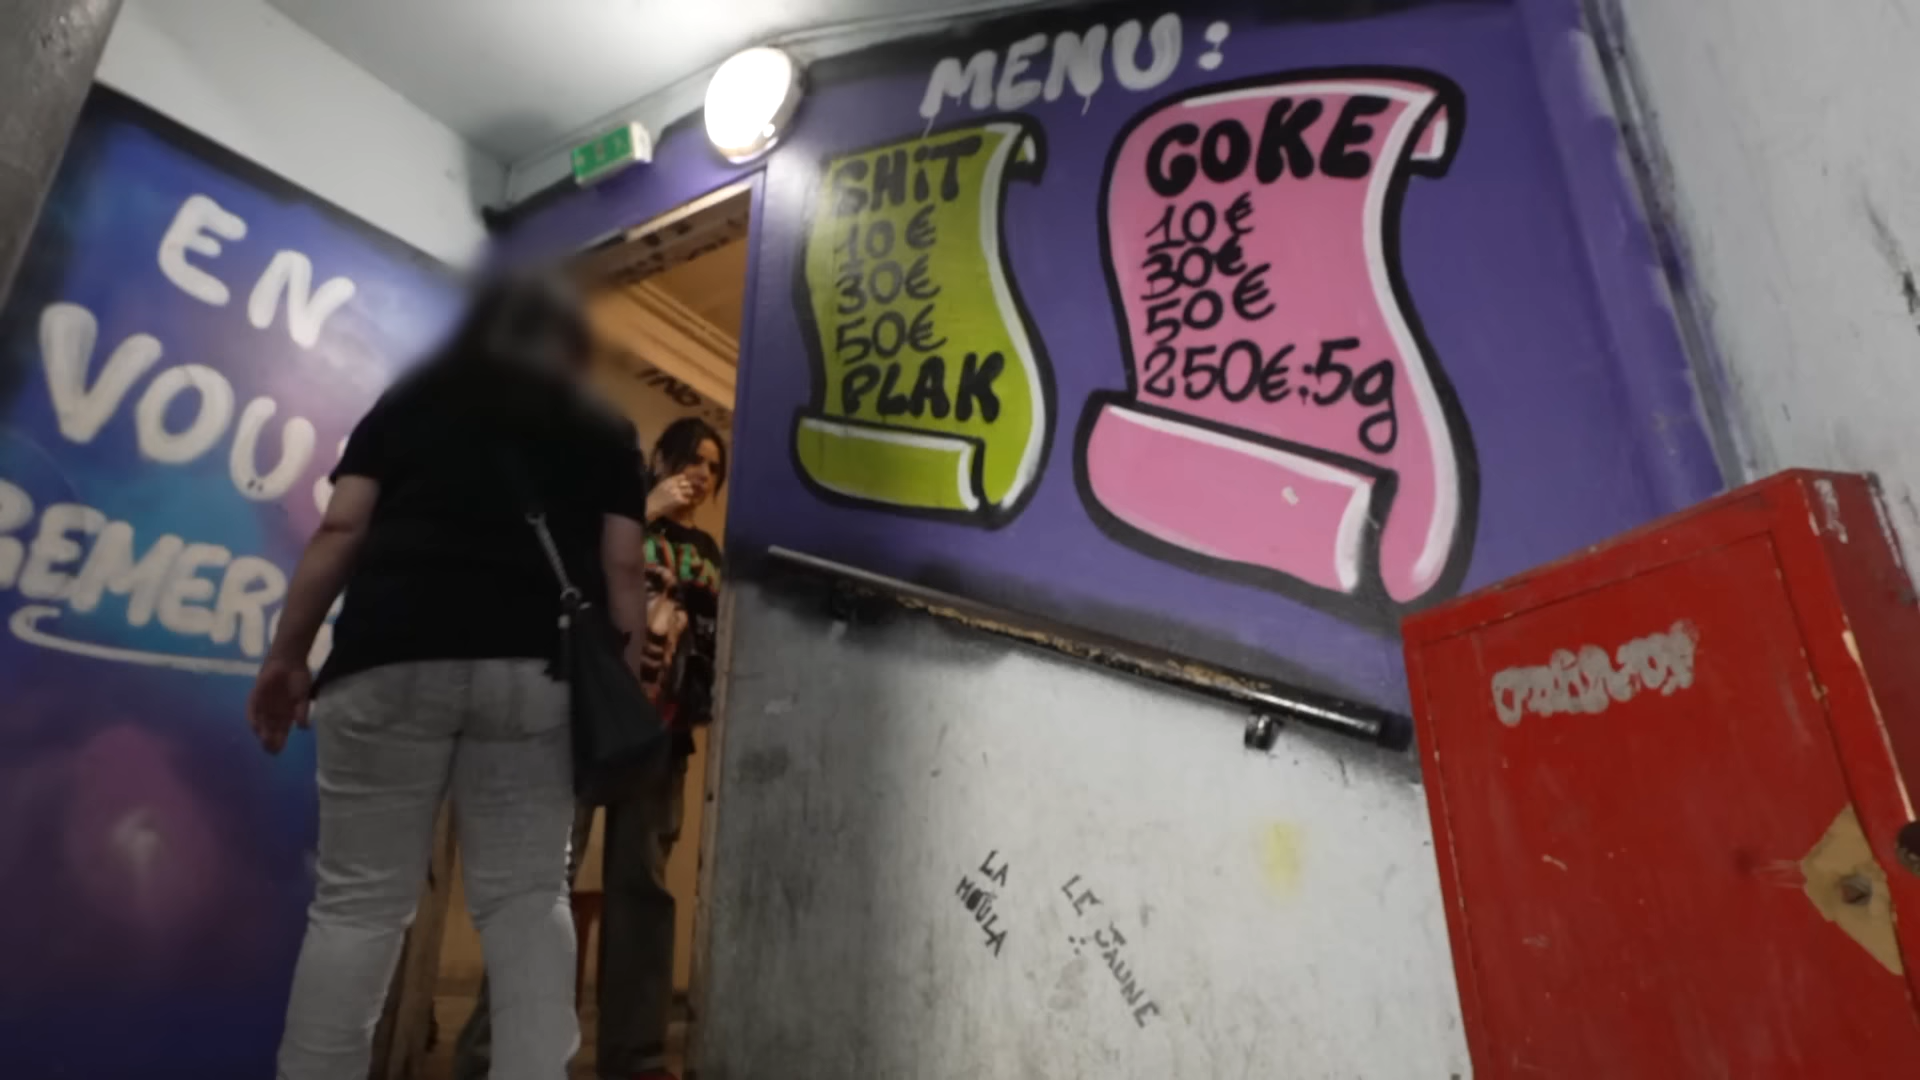 EN
VOUS
REMER
MENU:
SHiT
10€
30€
50€
PLAK
COKE
10€
30€
50€
250€:5g
LA
MOULA
LE JAUNE